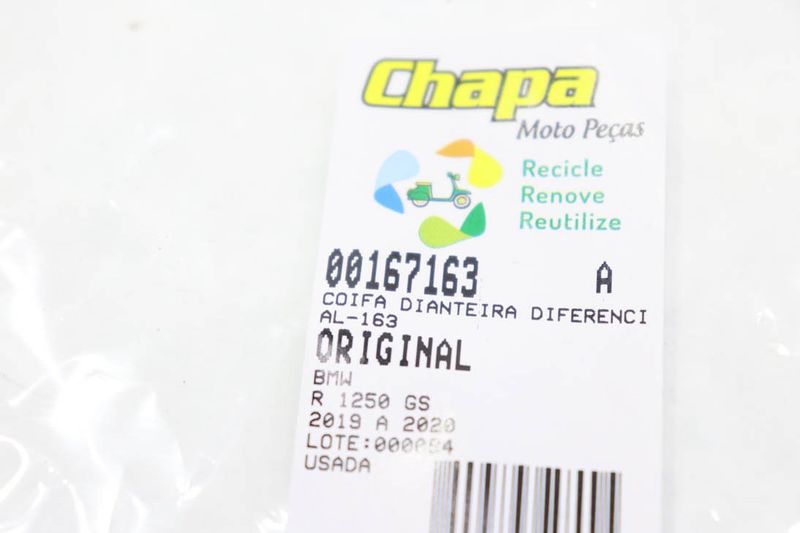 Chapa
Moto Peças
Recicle
Renove
Reutilize
00167163 A
COIFA DIANTEIRA DIFERENCI
AL-163
ORIGINAL
BMW
R 1250 GS
2019 A 2020
USADA